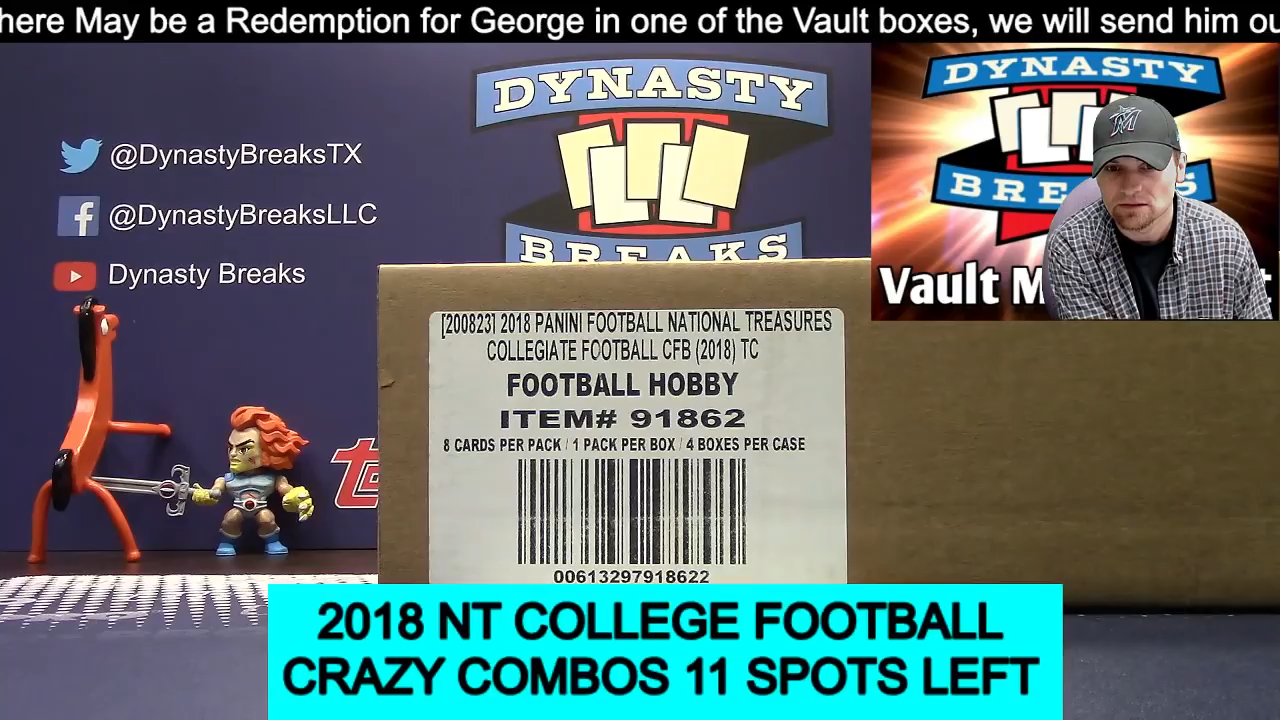 here May be a Redemption for George in one of the Vault boxes, we will send him ou
@DynastyBreaksTX
@DynastyBreaksLLC
Dynasty Breaks
DYNASTY
BREAKS
DYNASTY
BRE S
Vault M
[200823] 2018 PANINI FOOTBALL NATIONAL TREASURES
COLLEGIATE FOOTBALL CFB (2018) TC
FOOTBALL HOBBY
ITEM# 91862
8 CARDS PER PACK / 1 PACK PER BOX / 4 BOXES PER CASE
00613297918622
2018 NT COLLEGE FOOTBALL
CRAZY COMBOS 11 SPOTS LEFT